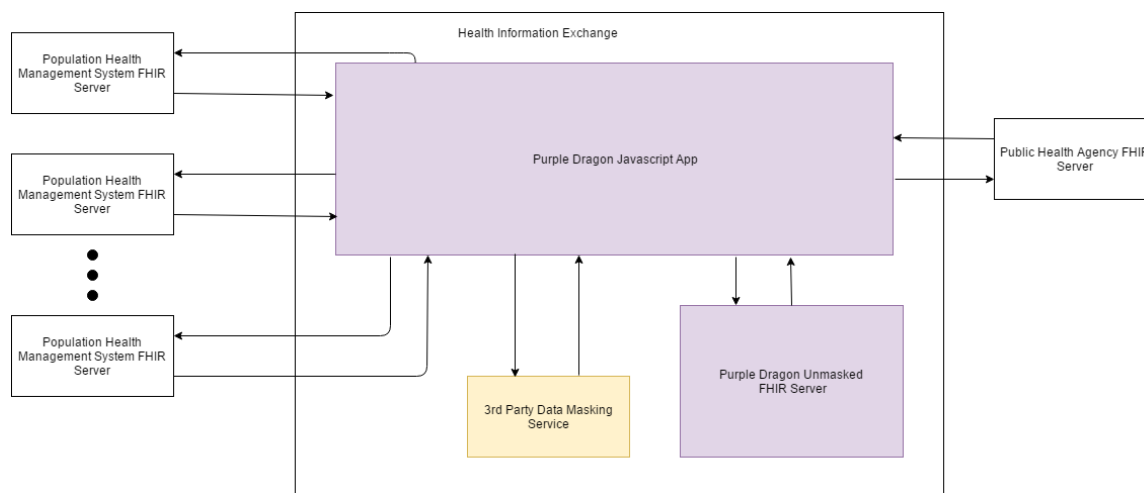 Health Information Exchange
Population Health
Management System FHIR
Server
Purple Dragon Javascript App
Public Health Agency FHIR
Server
Population Health
Management System FHIR
Server
Population Health
Management System FHIR
Server
3rd Party Data Masking
Service
Purple Dragon Unmasked
FHIR Server